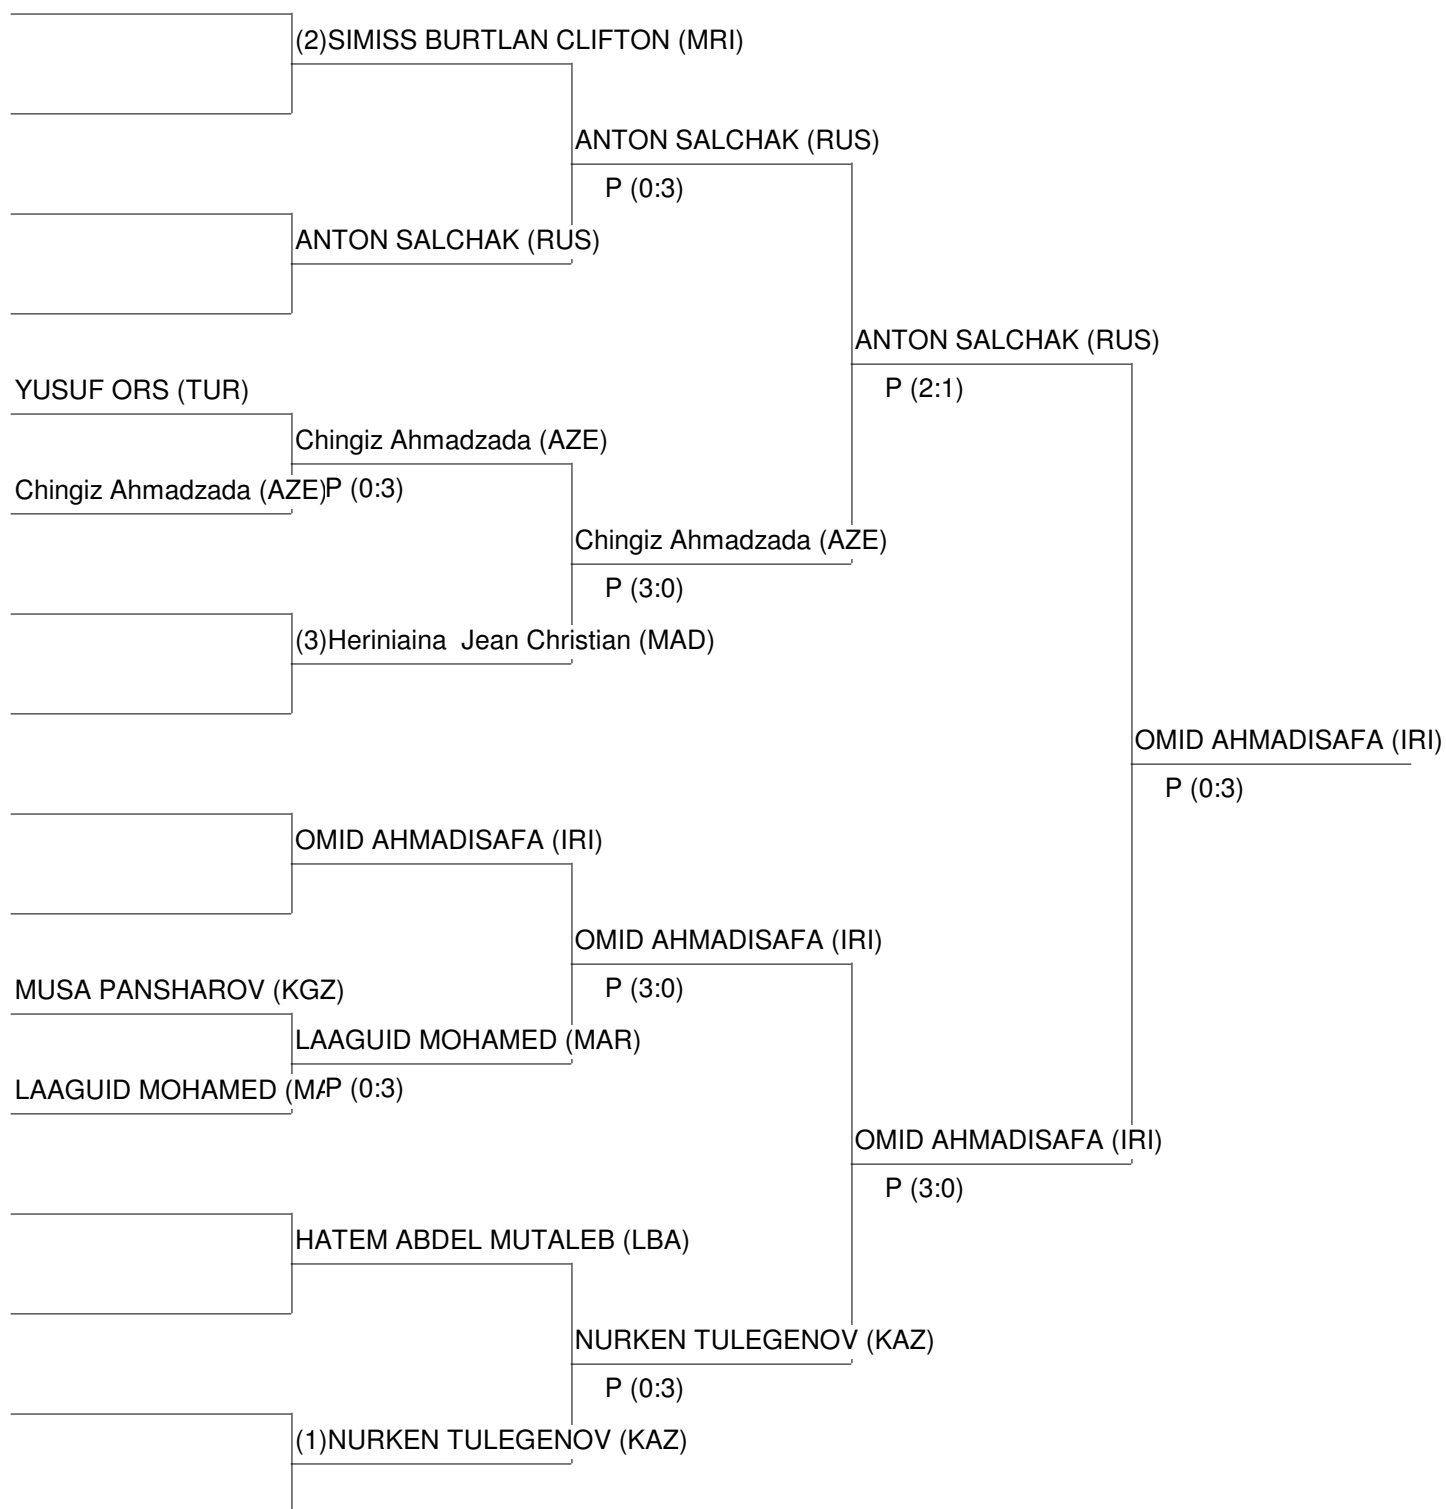 (2)SIMISS BURTLAN CLIFTON (MRI)
ANTON SALCHAK (RUS)
P (0:3)
ANTON SALCHAK (RUS)
ANTON SALCHAK (RUS)
P (2:1)
YUSUF ORS (TUR)
Chingiz Ahmadzada (AZE)
Chingiz Ahmadzada (AZE)
P (0:3)
Chingiz Ahmadzada (AZE)
P (3:0)
(3)Heriniaina  Jean Christian (MAD)
OMID AHMADISAFA (IRI)
P (0:3)
OMID AHMADISAFA (IRI)
OMID AHMADISAFA (IRI)
P (3:0)
MUSA PANSHAROV (KGZ)
LAAGUID MOHAMED (MAR)
LAAGUID MOHAMED (MA
P (0:3)
OMID AHMADISAFA (IRI)
P (3:0)
HATEM ABDEL MUTALEB (LBA)
NURKEN TULEGENOV (KAZ)
P (0:3)
(1)NURKEN TULEGENOV (KAZ)